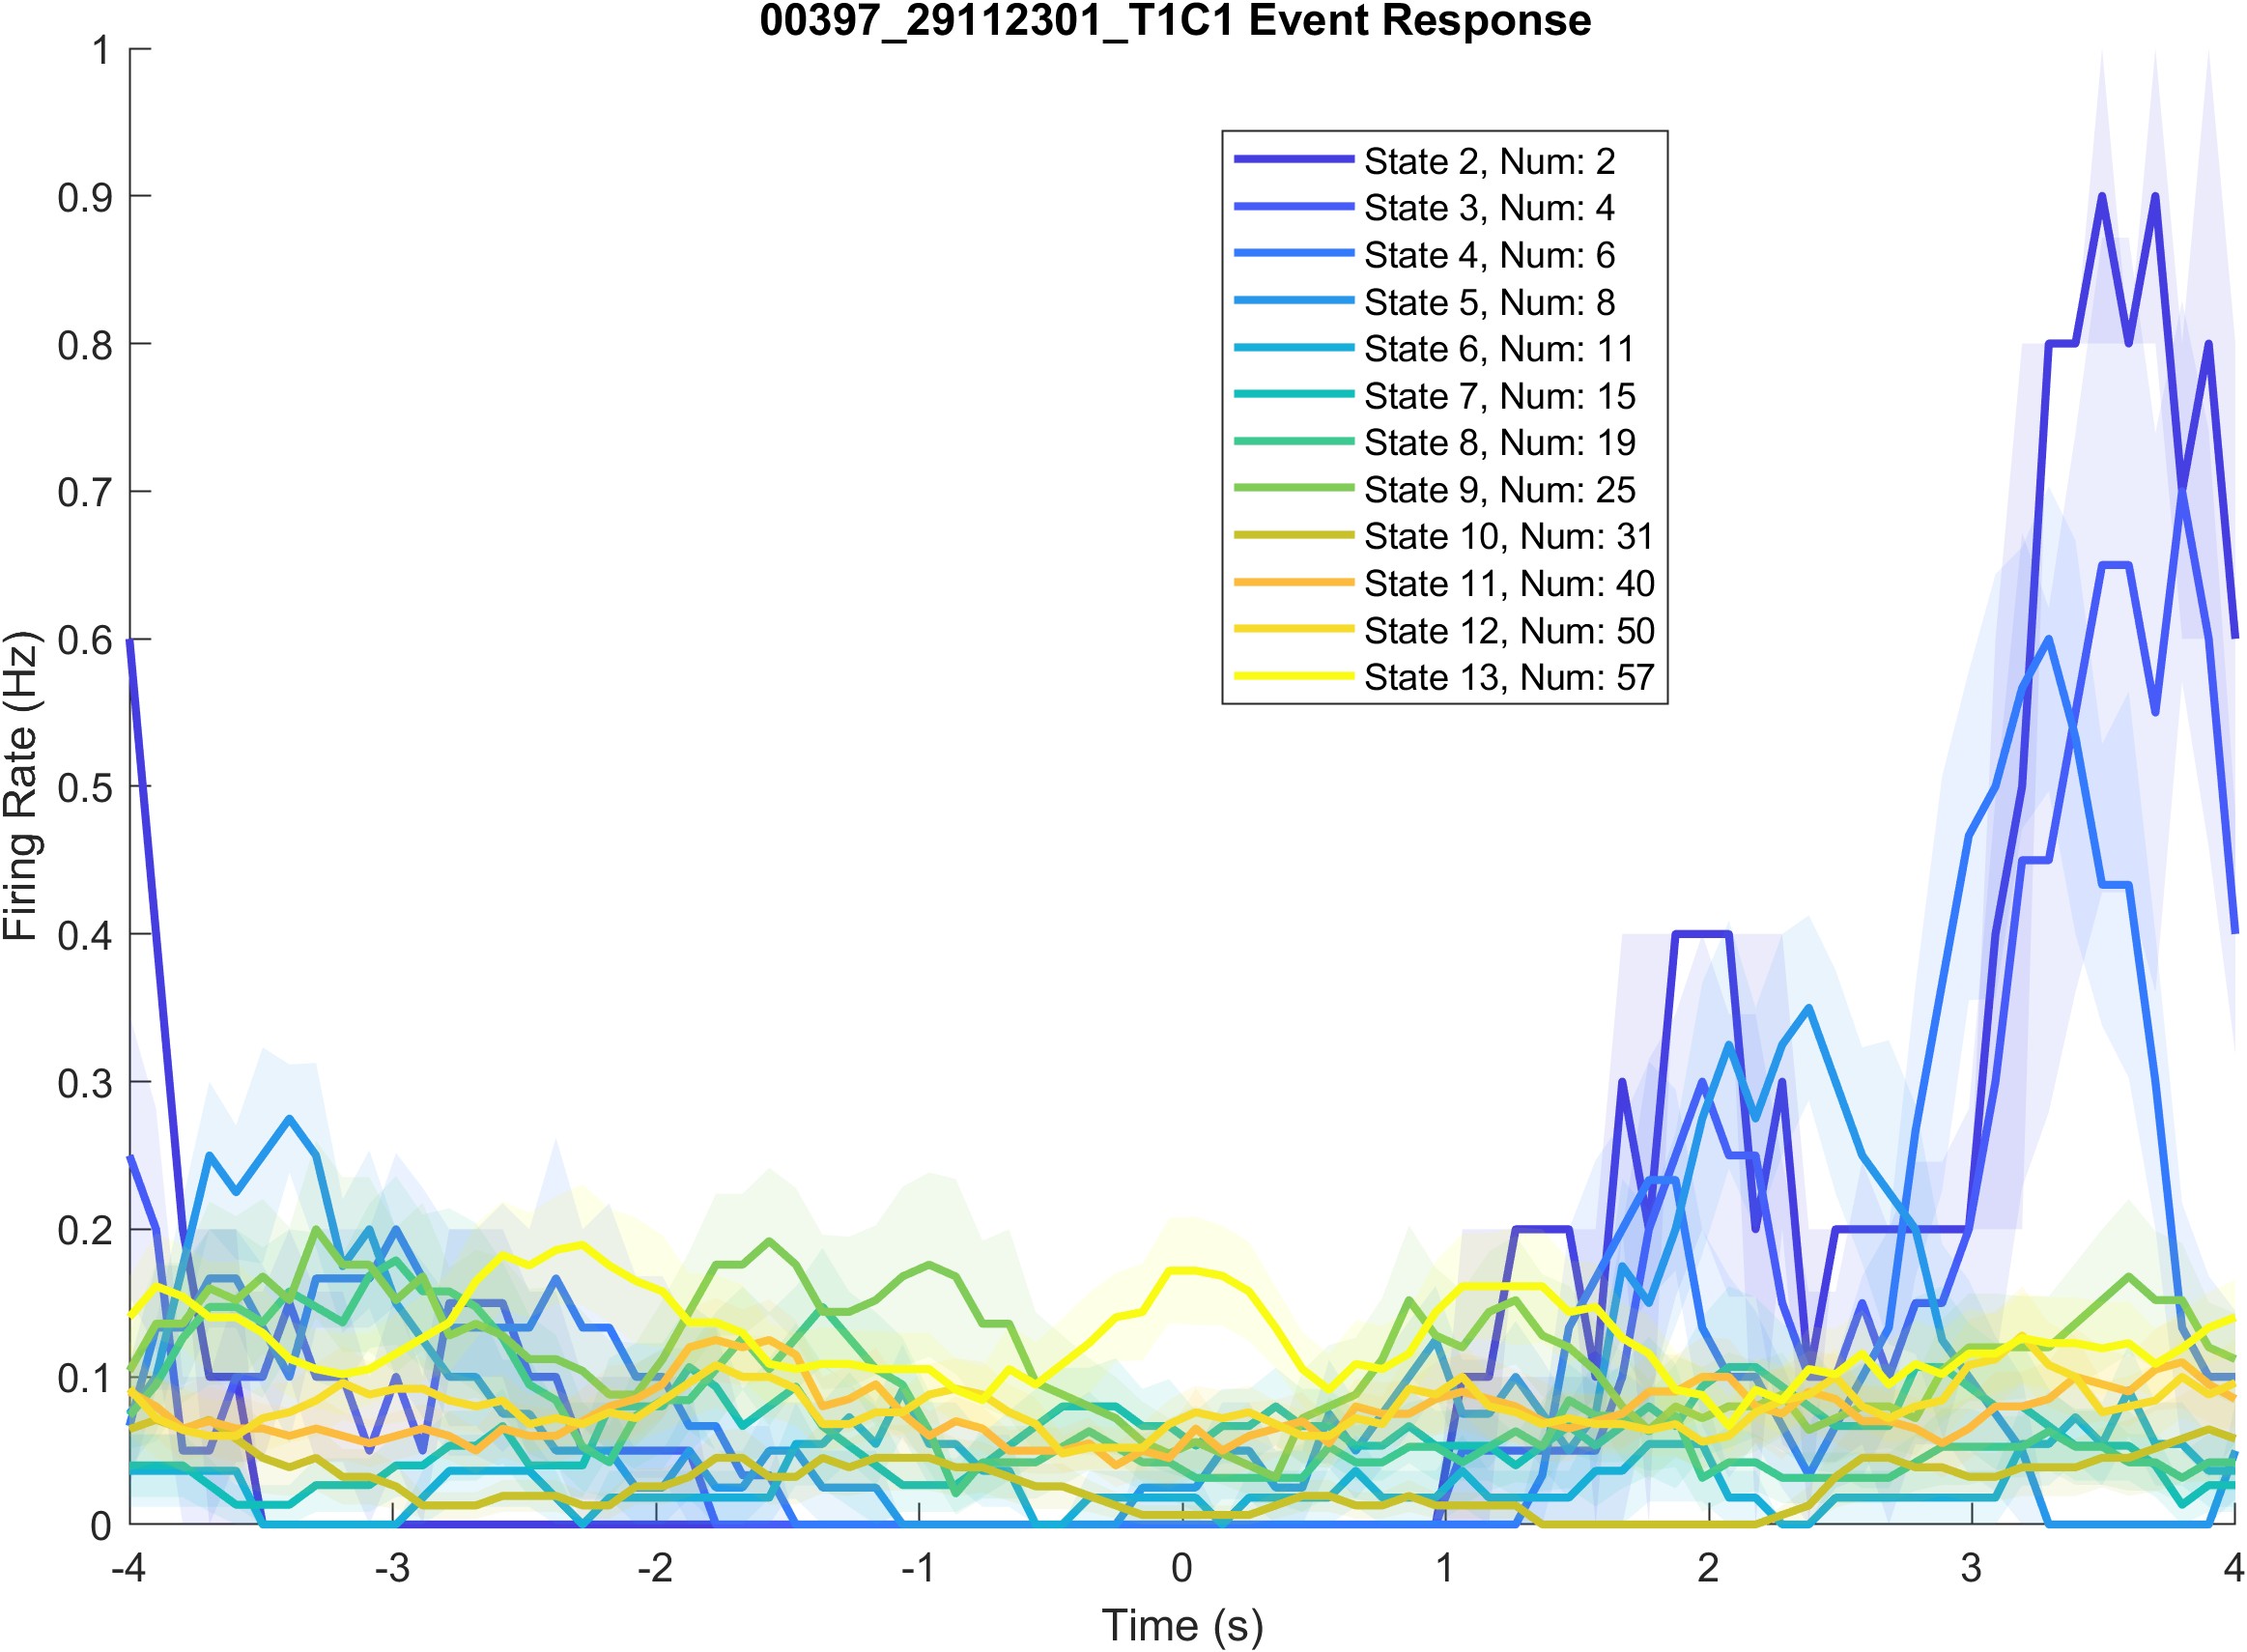 00397_29112301_T1C1 Event Response
1
0.9
0.8
0.7
0.6
0.5
0.4
0.3
0.2
0.1
0
Firing Rate (Hz)
State 2, Num: 2
State 3, Num: 4
State 4, Num: 6
State 5, Num: 8
State 6, Num: 11
State 7, Num: 15
State 8, Num: 19
State 9, Num: 25
State 10, Num: 31
State 11, Num: 40
State 12, Num: 50
State 13, Num: 57
-4 -3 -2 -1 0 1 2 3 4
Time (s)